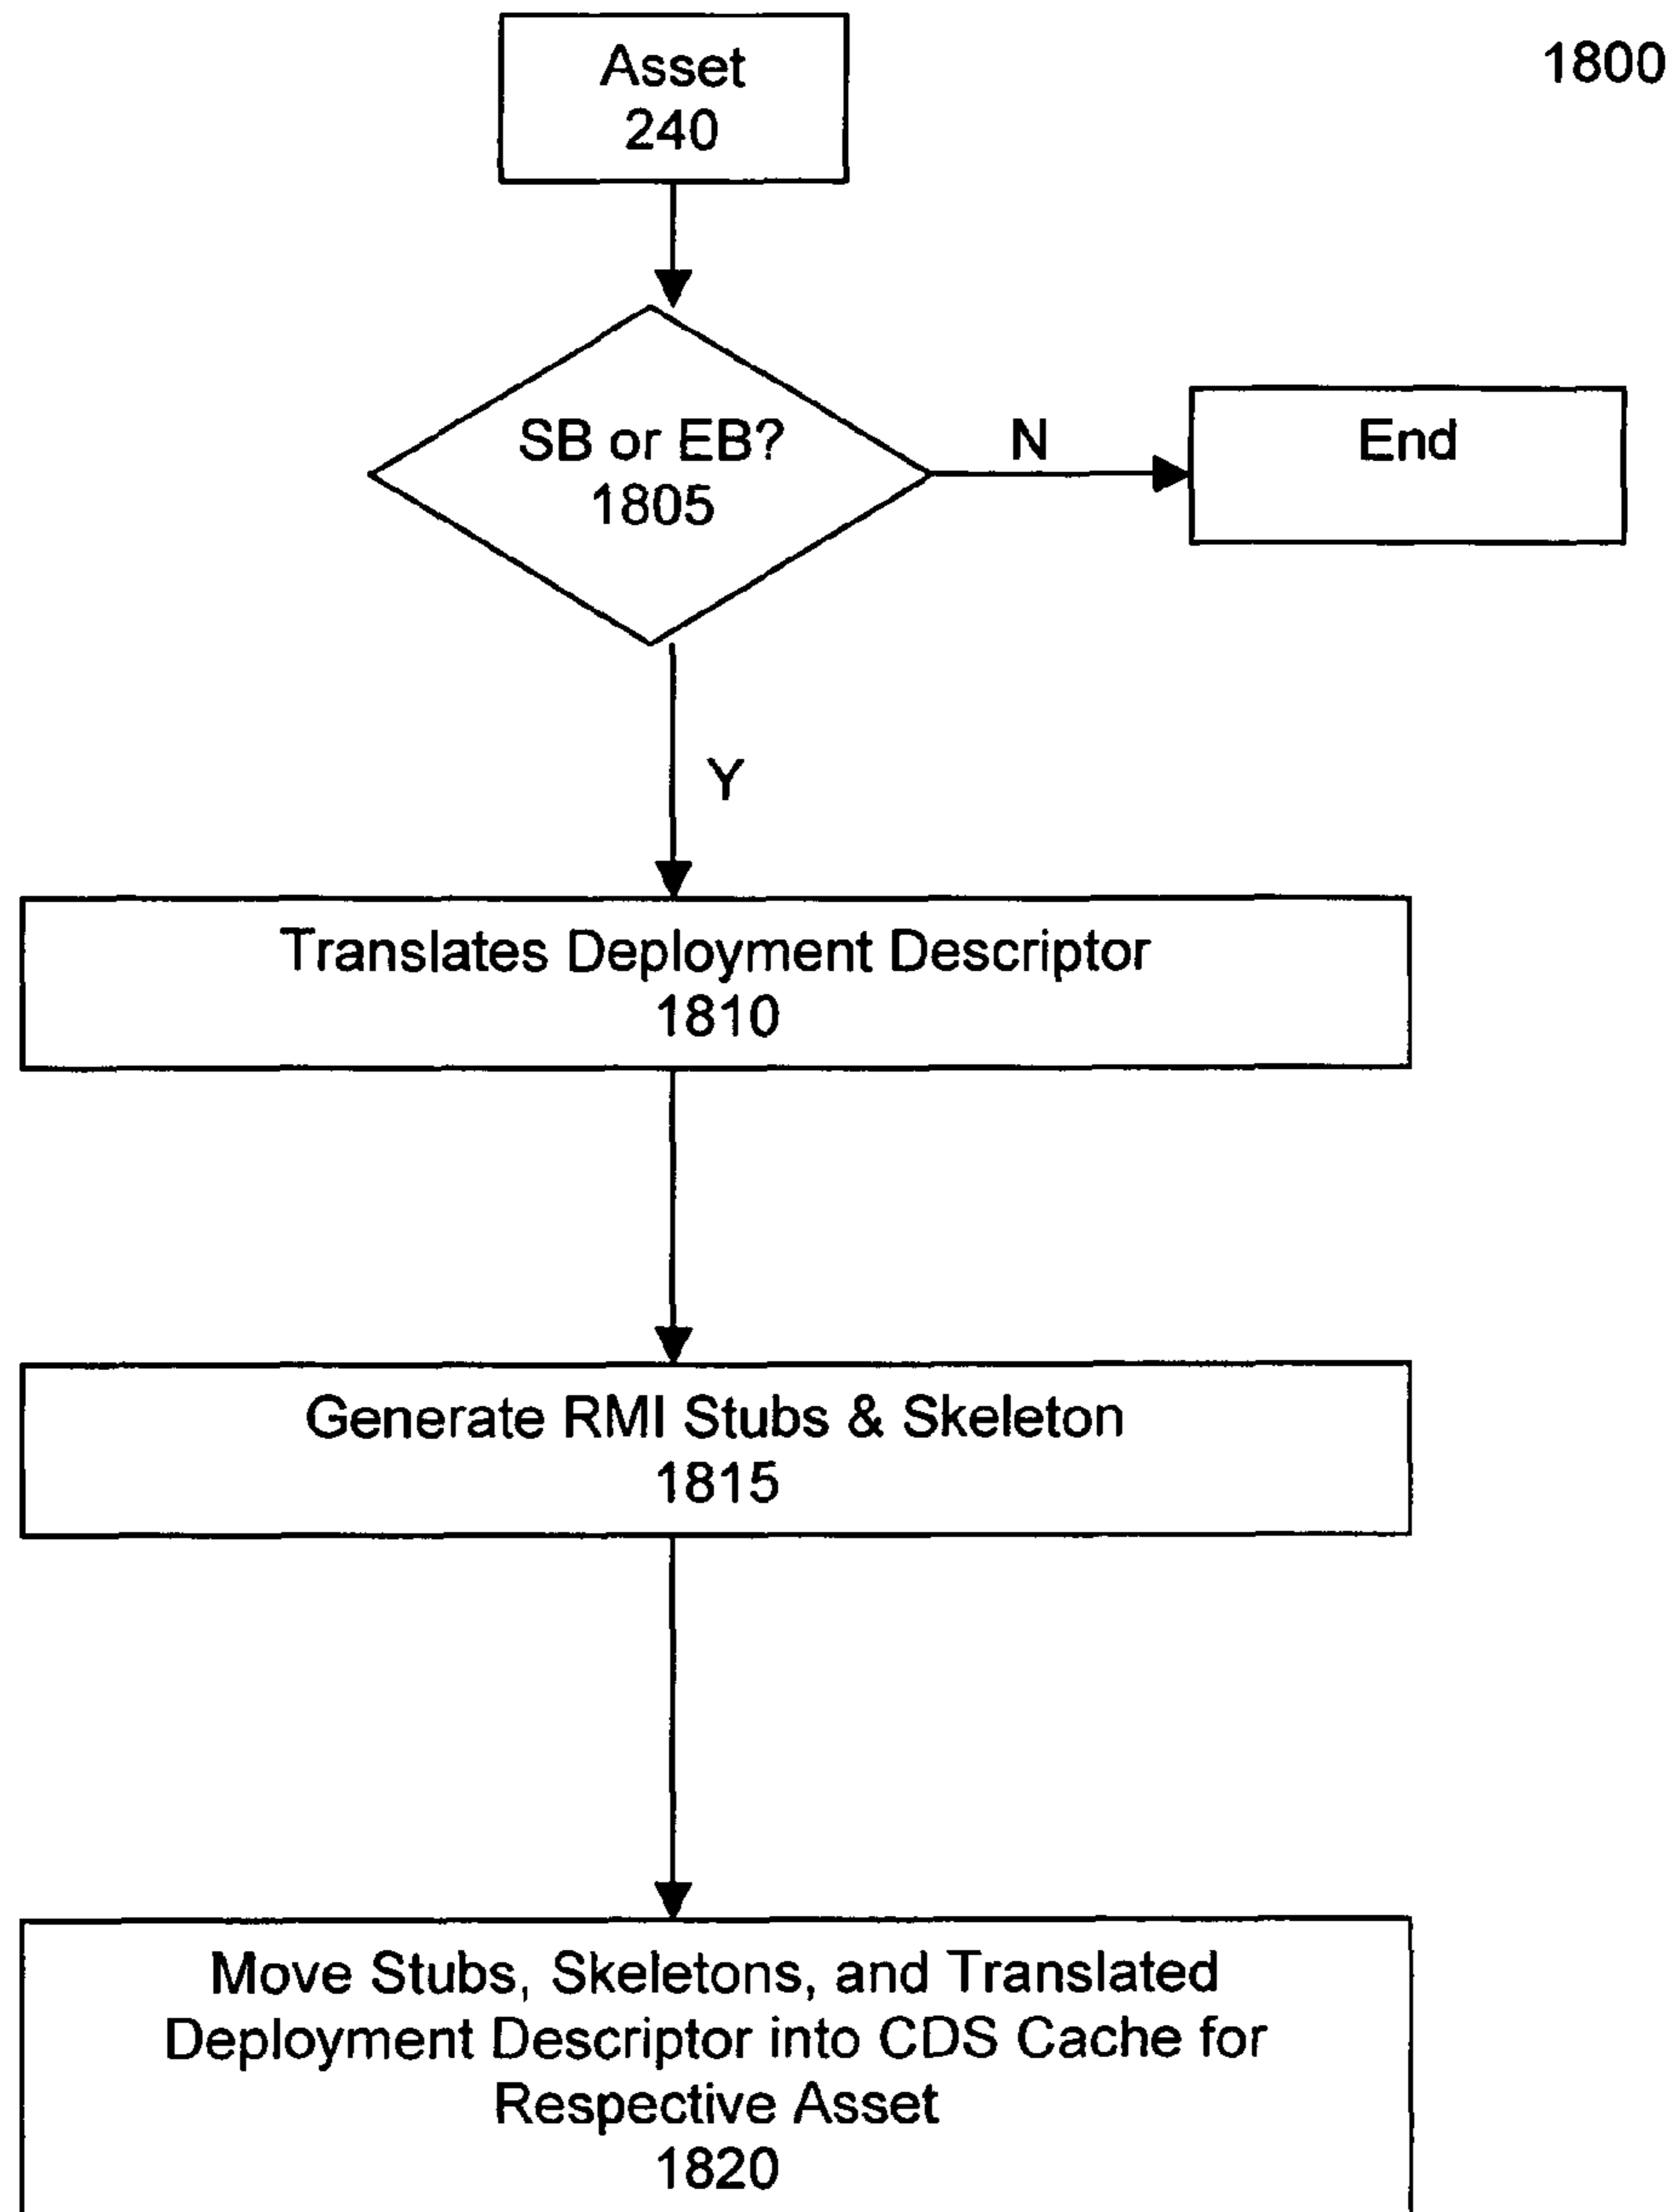 1800
Asset
240
SB or EB?
1805
N
End
Y
Translates Deployment Descriptor
1810
Generate RMI Stubs & Skeleton
1815
Move Stubs, Skeletons, and Translated
Deployment Descriptor into CDS Cache for
Respective Asset
1820